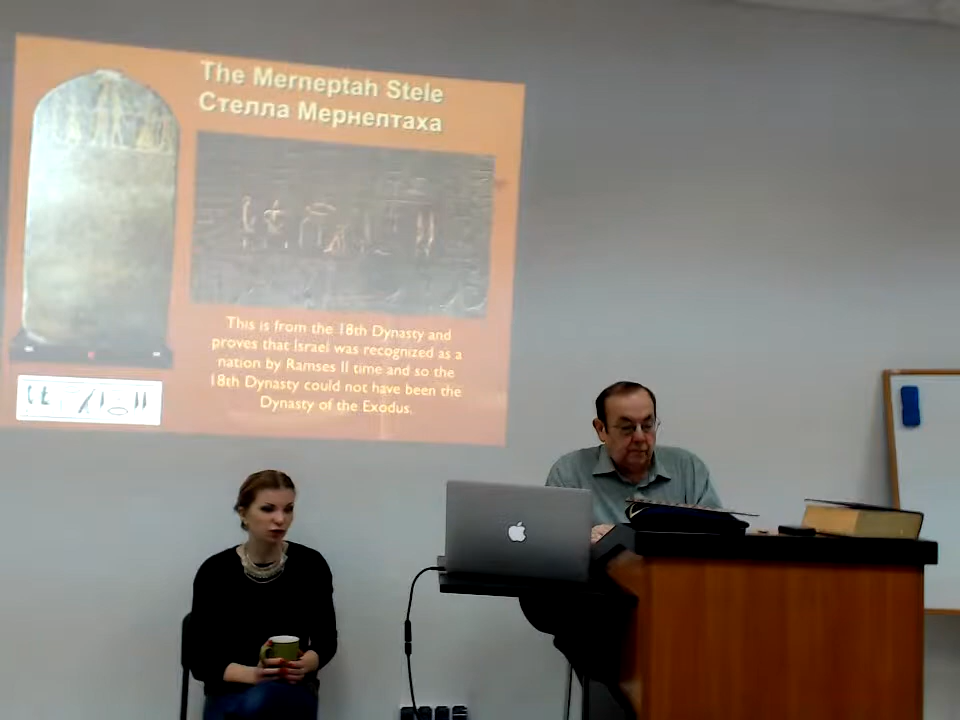 The Merneptah Stele
Стелла Мернептаха
This is from the 18th Dynasty and
proves that Israel was recognized as a
nation by Ramses II time and so the
18th Dynasty could not have been the
Dynasty of the Exodus.